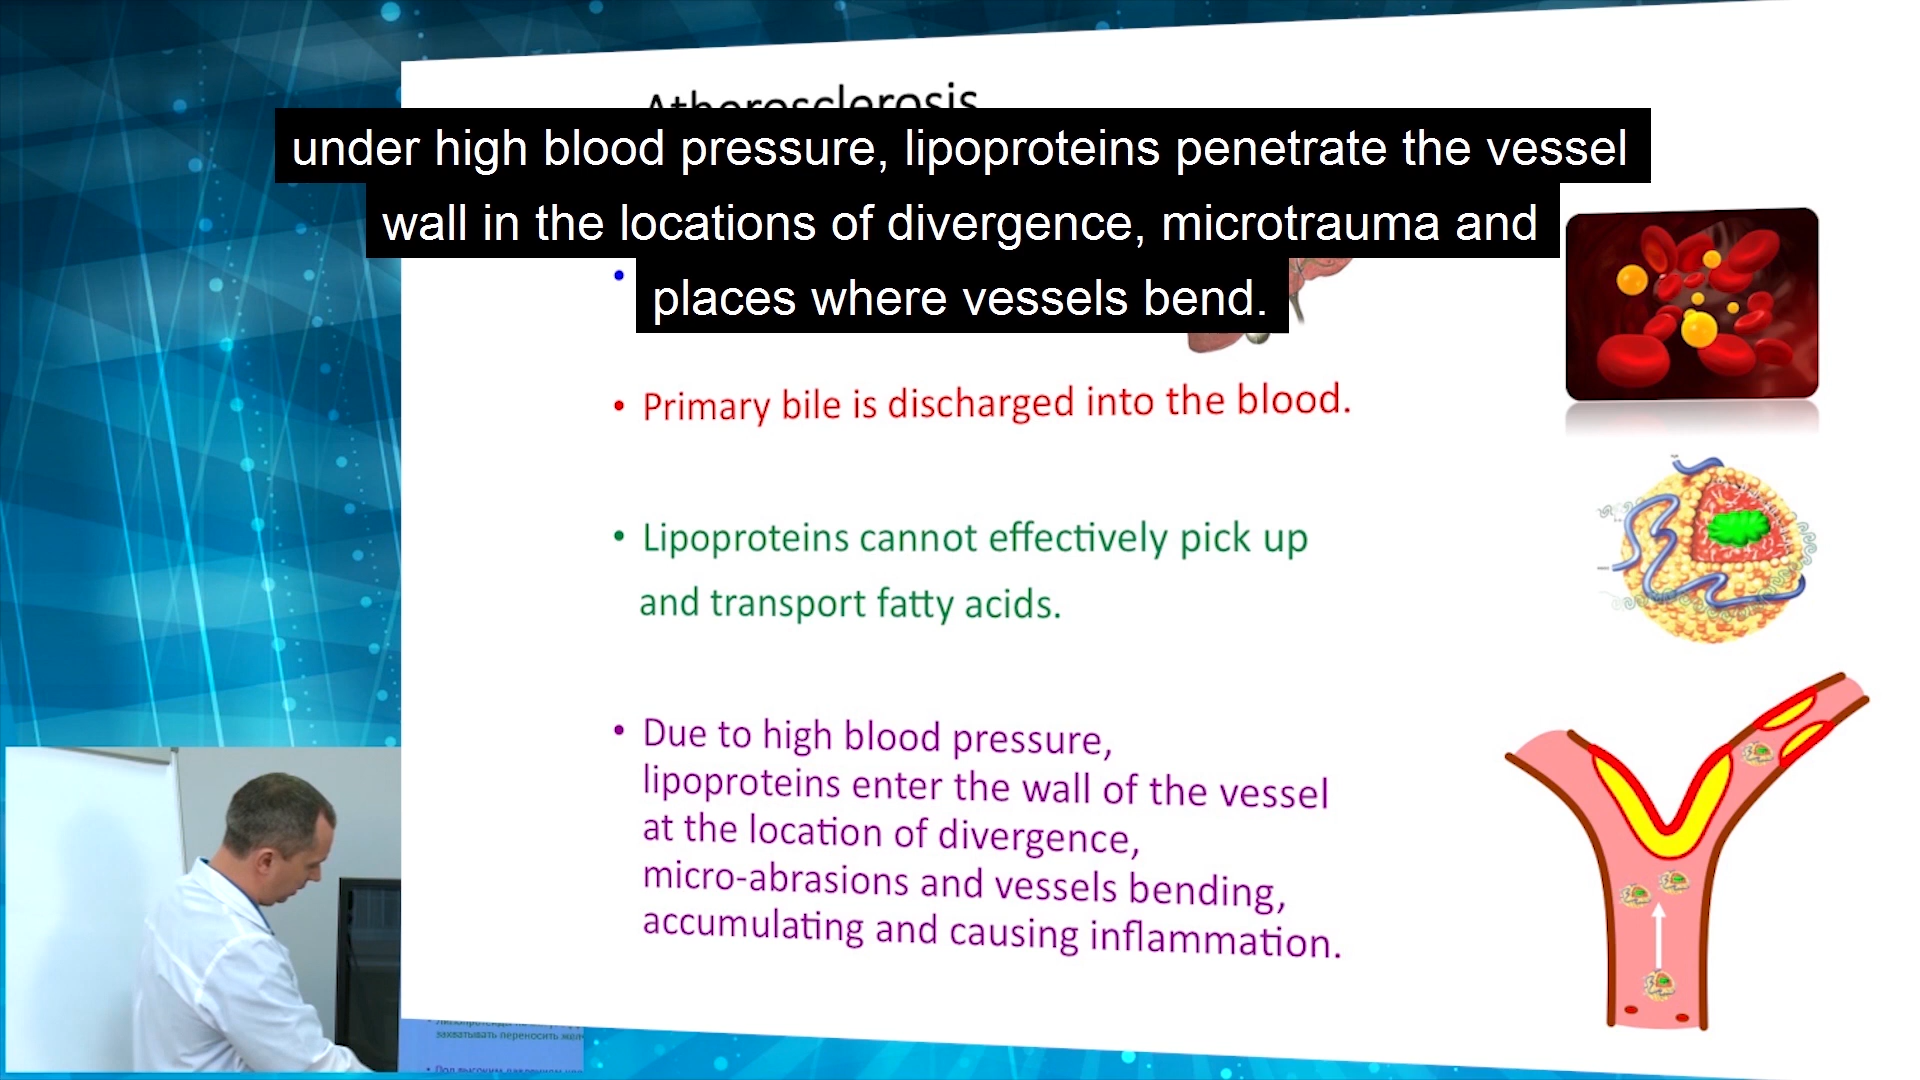 Atherosclerosis
under high blood pressure, lipoproteins penetrate the vessel
wall in the locations of divergence, microtrauma and
places where vessels bend.
• Primary bile is discharged into the blood.
• Lipoproteins cannot effectively pick up
and transport fatty acids.
• Due to high blood pressure,
lipoproteins enter the wall of the vessel
at the location of divergence,
micro-abrasions and vessels bending,
accumulating and causing inflammation.
захватывать переносить